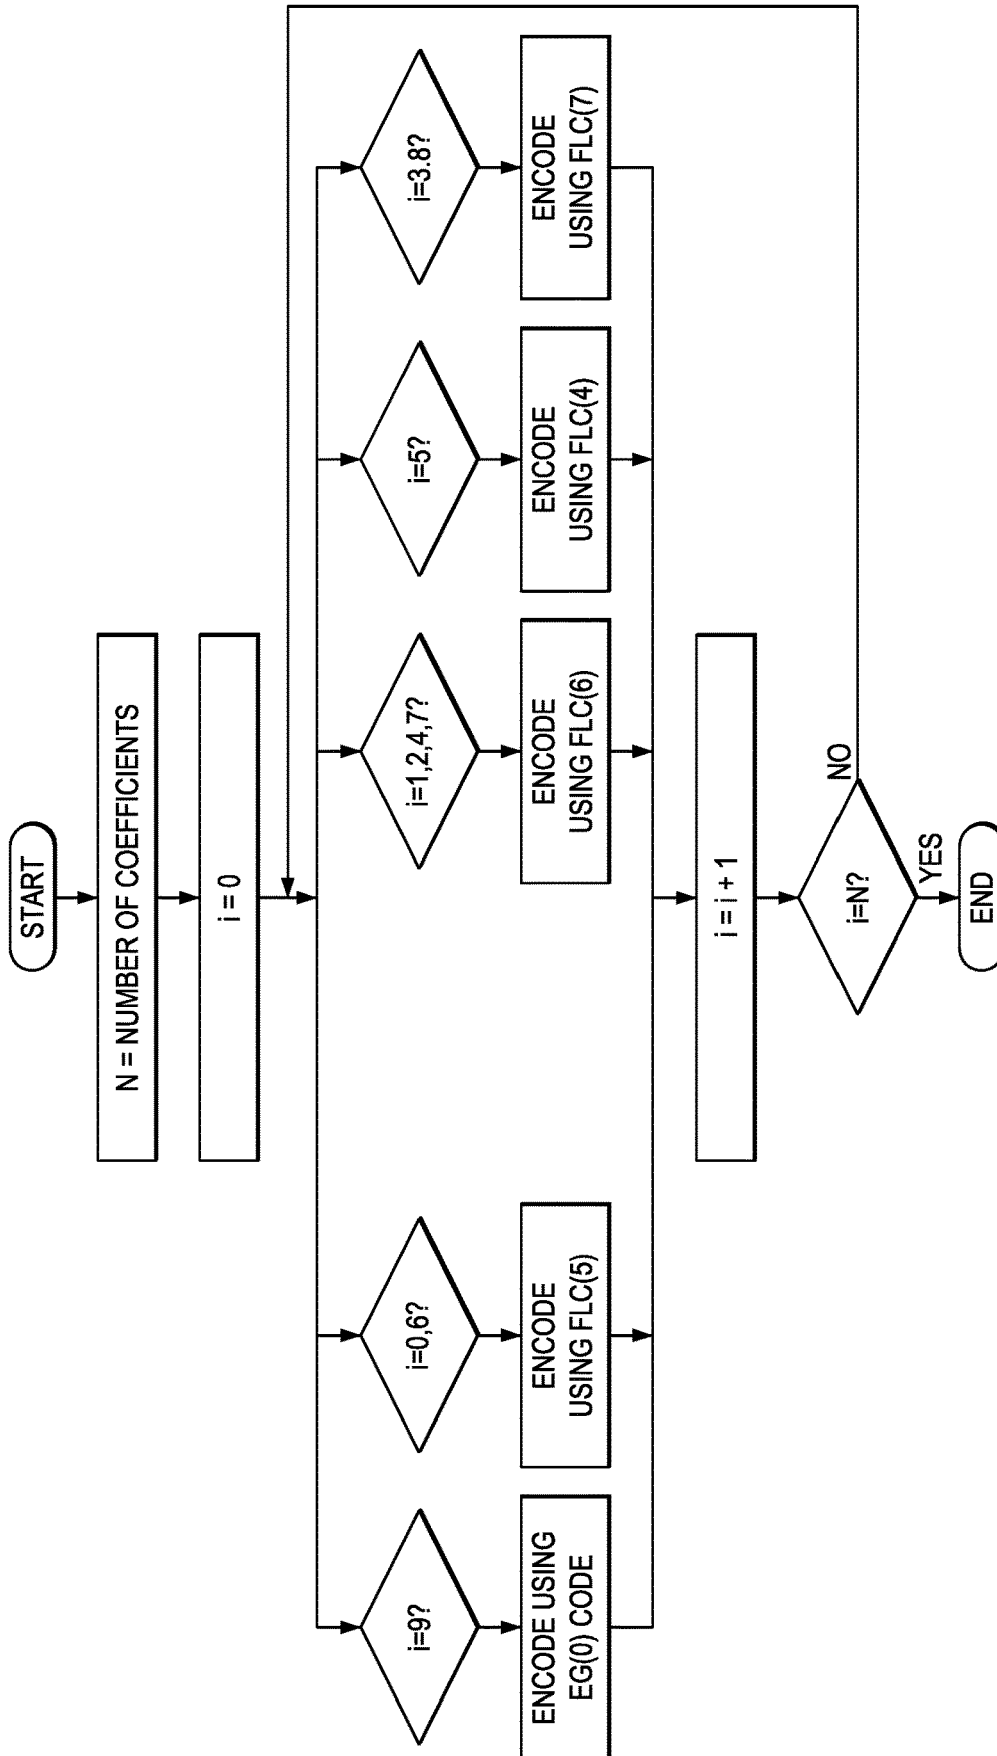 START
N = NUMBER OF COEFFICIENTS
i = 0
i=9?
i=0,6?
i=1,2,4,7?
i=5?
i=3.8?
ENCODE USING
EG(0) CODE
ENCODE
USING FLC(5)
ENCODE
USING FLC(6)
ENCODE
USING FLC(4)
ENCODE
USING FLC(7)
i = i + 1
i=N?
NO
YES
END